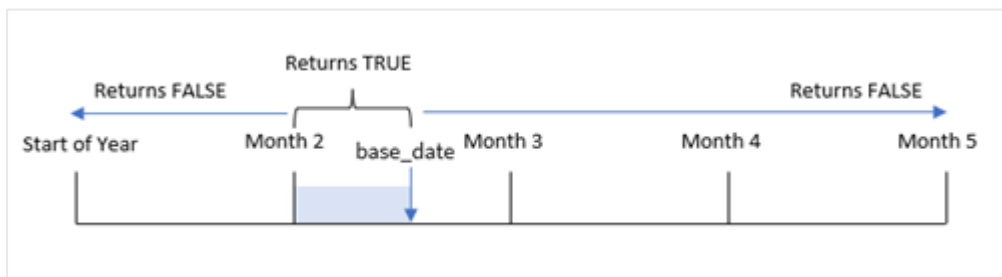 Returns TRUE
Returns FALSE
Returns FALSE
Start of Year
Month 2
base_date
Month 3
Month 4
Month 5